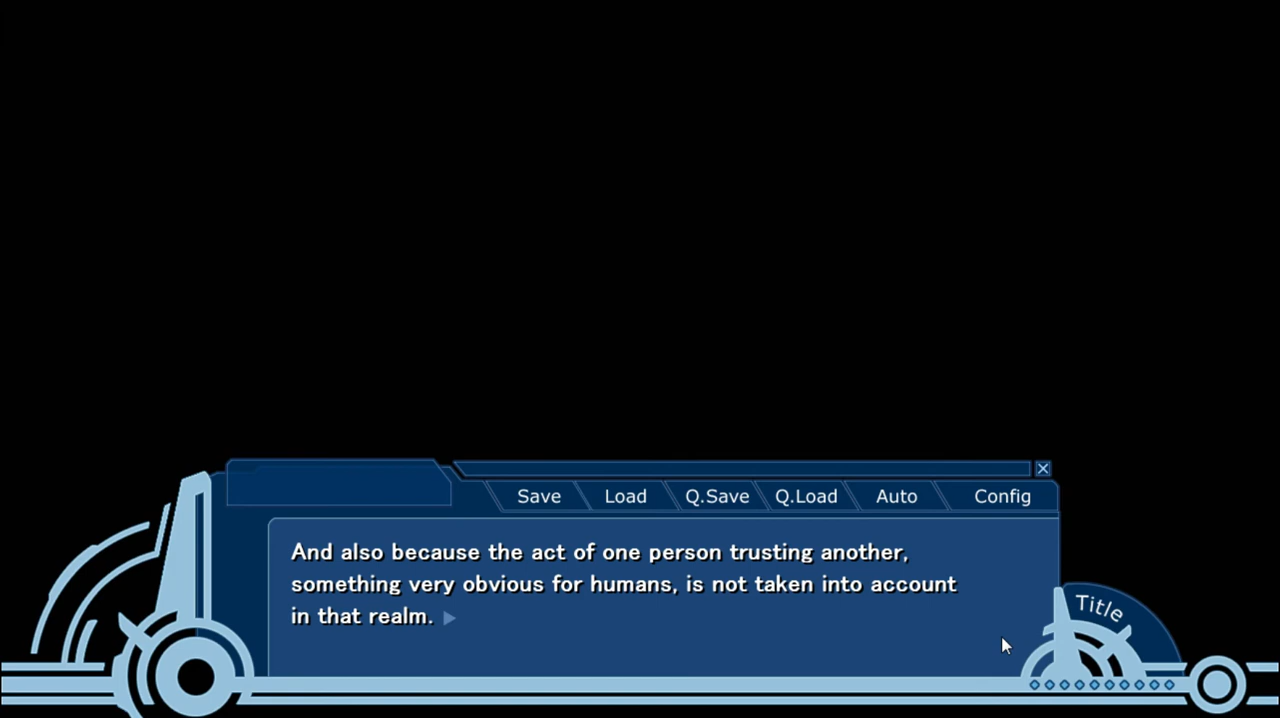 Save Load Q.Save Q.Load Auto Config
And also because the act of one person trusting another,
something very obvious for humans, is not taken into account
in that realm.
Title